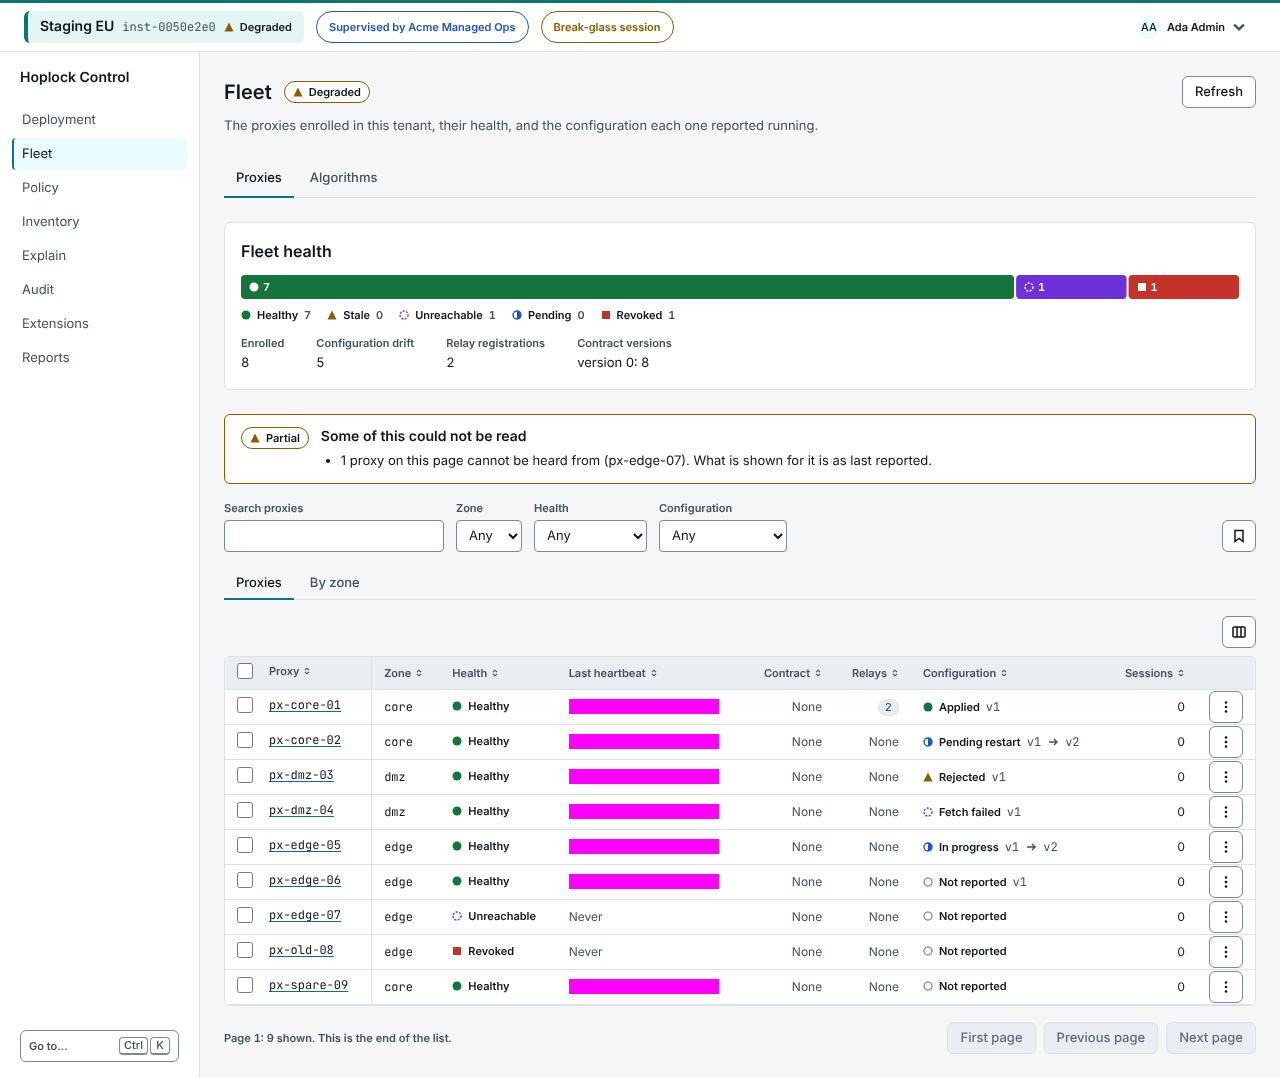 Staging EU inst-0050e2e0 Degraded Supervised by Acme Managed Ops Break-glass session AA Ada Admin
Hoplock Control
Deployment
Fleet
Policy
Inventory
Explain
Audit
Extensions
Reports
Go to... Ctrl K
Fleet Degraded Refresh
The proxies enrolled in this tenant, their health, and the configuration each one reported running.
Proxies Algorithms
Fleet health
7 1 1
Healthy 7 Stale 0 Unreachable 1 Pending 0 Revoked 1
Enrolled Configuration drift Relay registrations Contract versions
8 5 2 version 0: 8
Partial Some of this could not be read
• 1 proxy on this page cannot be heard from (px-edge-07). What is shown for it is as last reported.
Search proxies Zone Health Configuration
Any Any Any
Proxies By zone
Proxy Zone Health Last heartbeat Contract Relays Configuration Sessions
px-core-01 core Healthy None 2 Applied v1 0
px-core-02 core Healthy None None Pending restart v1 → v2 0
px-dmz-03 dmz Healthy None None Rejected v1 0
px-dmz-04 dmz Healthy None None Fetch failed v1 0
px-edge-05 edge Healthy None None In progress v1 → v2 0
px-edge-06 edge Healthy None None Not reported v1 0
px-edge-07 edge Unreachable Never None None Not reported 0
px-old-08 edge Revoked Never None None Not reported 0
px-spare-09 core Healthy None None Not reported 0
Page 1: 9 shown. This is the end of the list. First page Previous page Next page